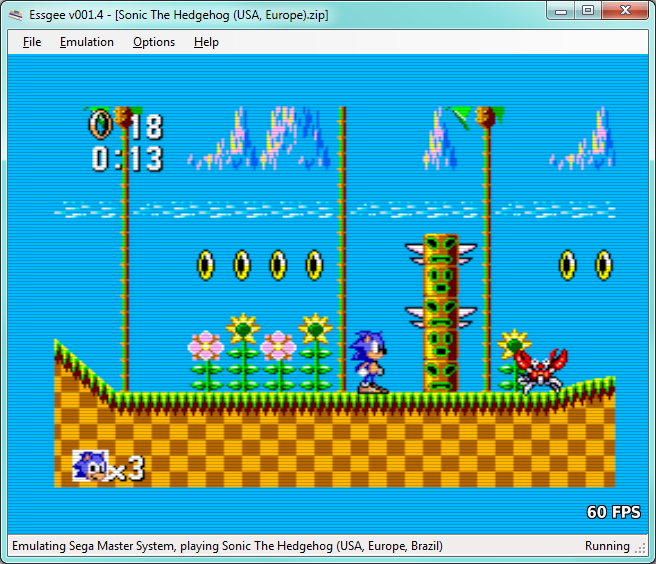 Essgee v001.4 - [Sonic The Hedgehog (USA, Europe).zip]
File Emulation Options Help
18
0:13
x3
60 FPS
Emulating Sega Master System, playing Sonic The Hedgehog (USA, Europe, Brazil) Running